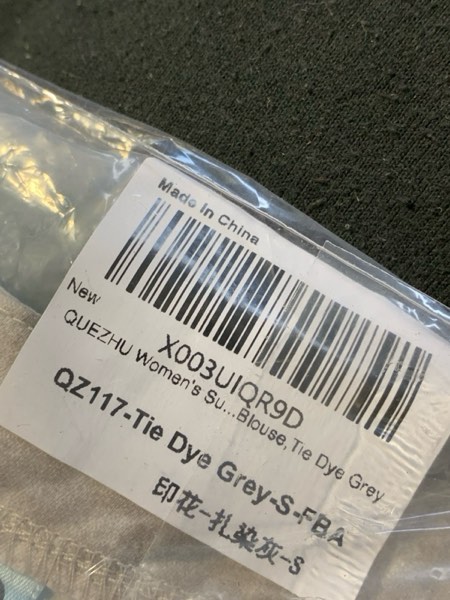 Made In China
X003UIQR9D
New
QUEZHU Women's Su...Blouse,Tie Dye Grey
QZ117-Tie Dye Grey-S-FBA
印花-扎染灰-S